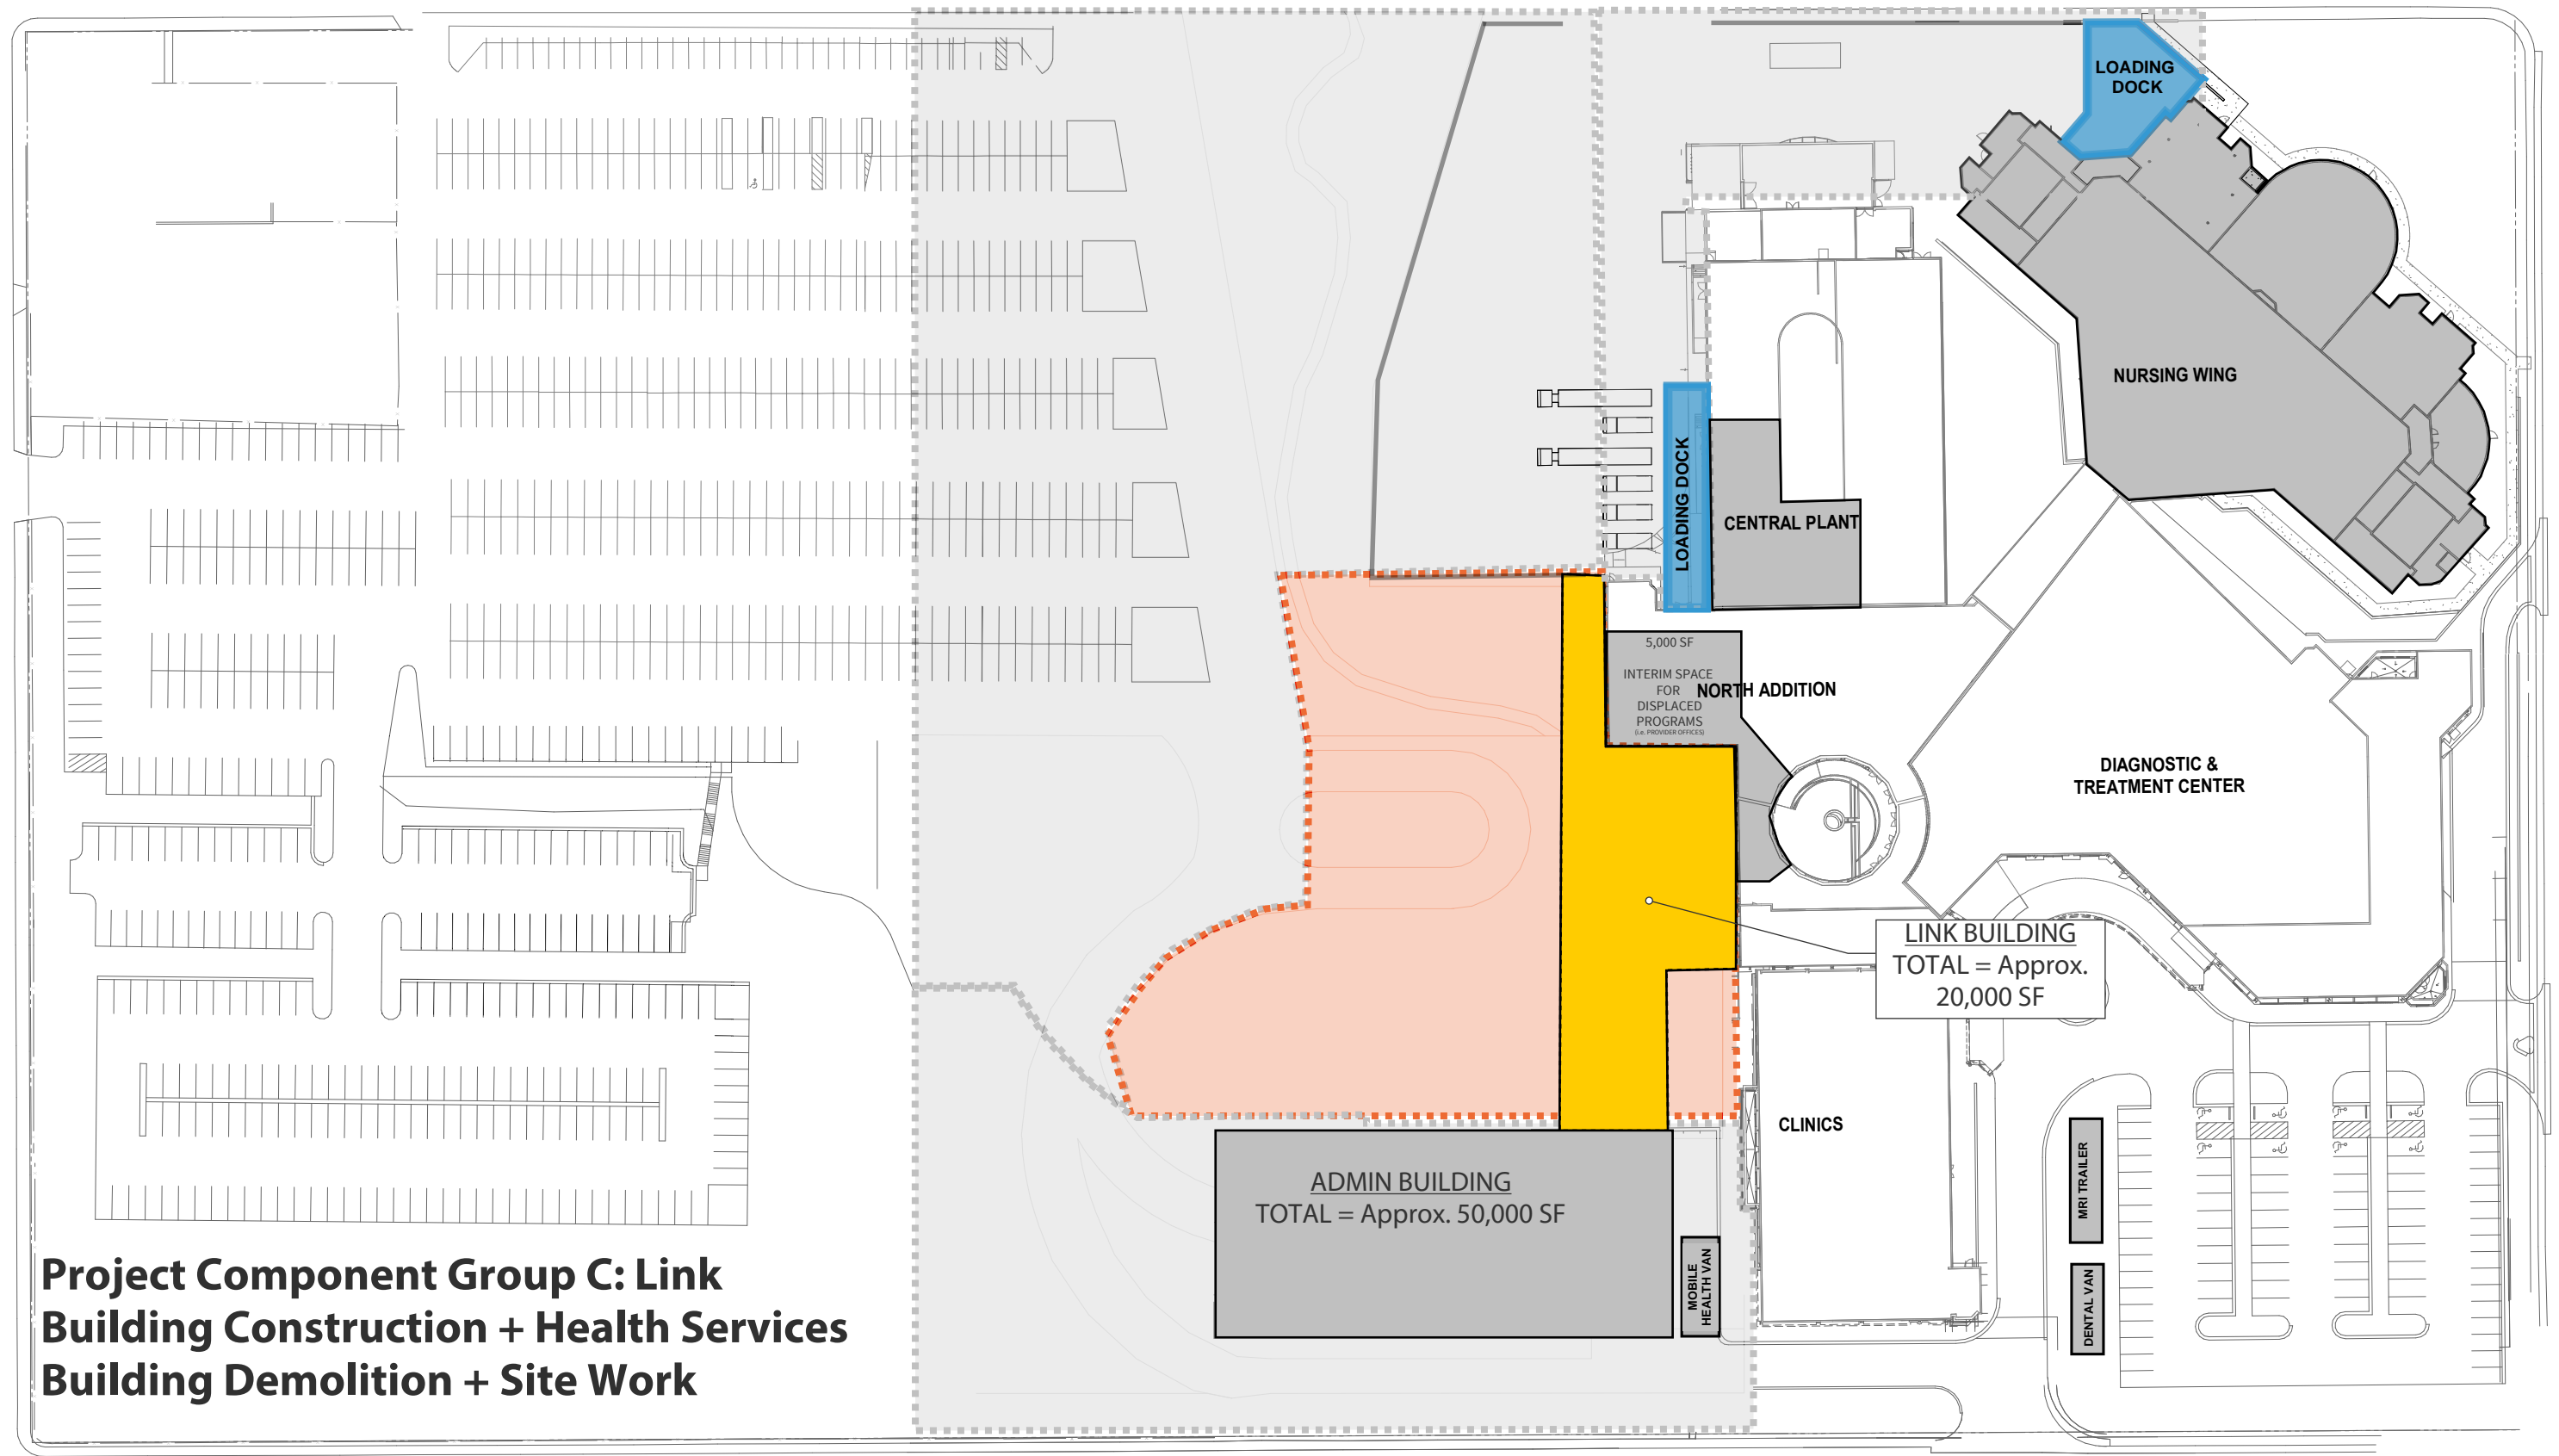 LOADING
DOCK
NURSING WING
LOADING DOCK
CENTRAL PLANT
5,000 SF
INTERIM SPACE
FOR
DISPLACED
PROGRAMS
(i.e. PROVIDER OFFICES)
NORTH ADDITION
DIAGNOSTIC &
TREATMENT CENTER
LINK BUILDING
TOTAL = Approx.
20,000 SF
CLINICS
ADMIN BUILDING
TOTAL = Approx. 50,000 SF
MOBILE
HEALTH VAN
MRI TRAILER
DENTAL VAN
Project Component Group C: Link
Building Construction + Health Services
Building Demolition + Site Work